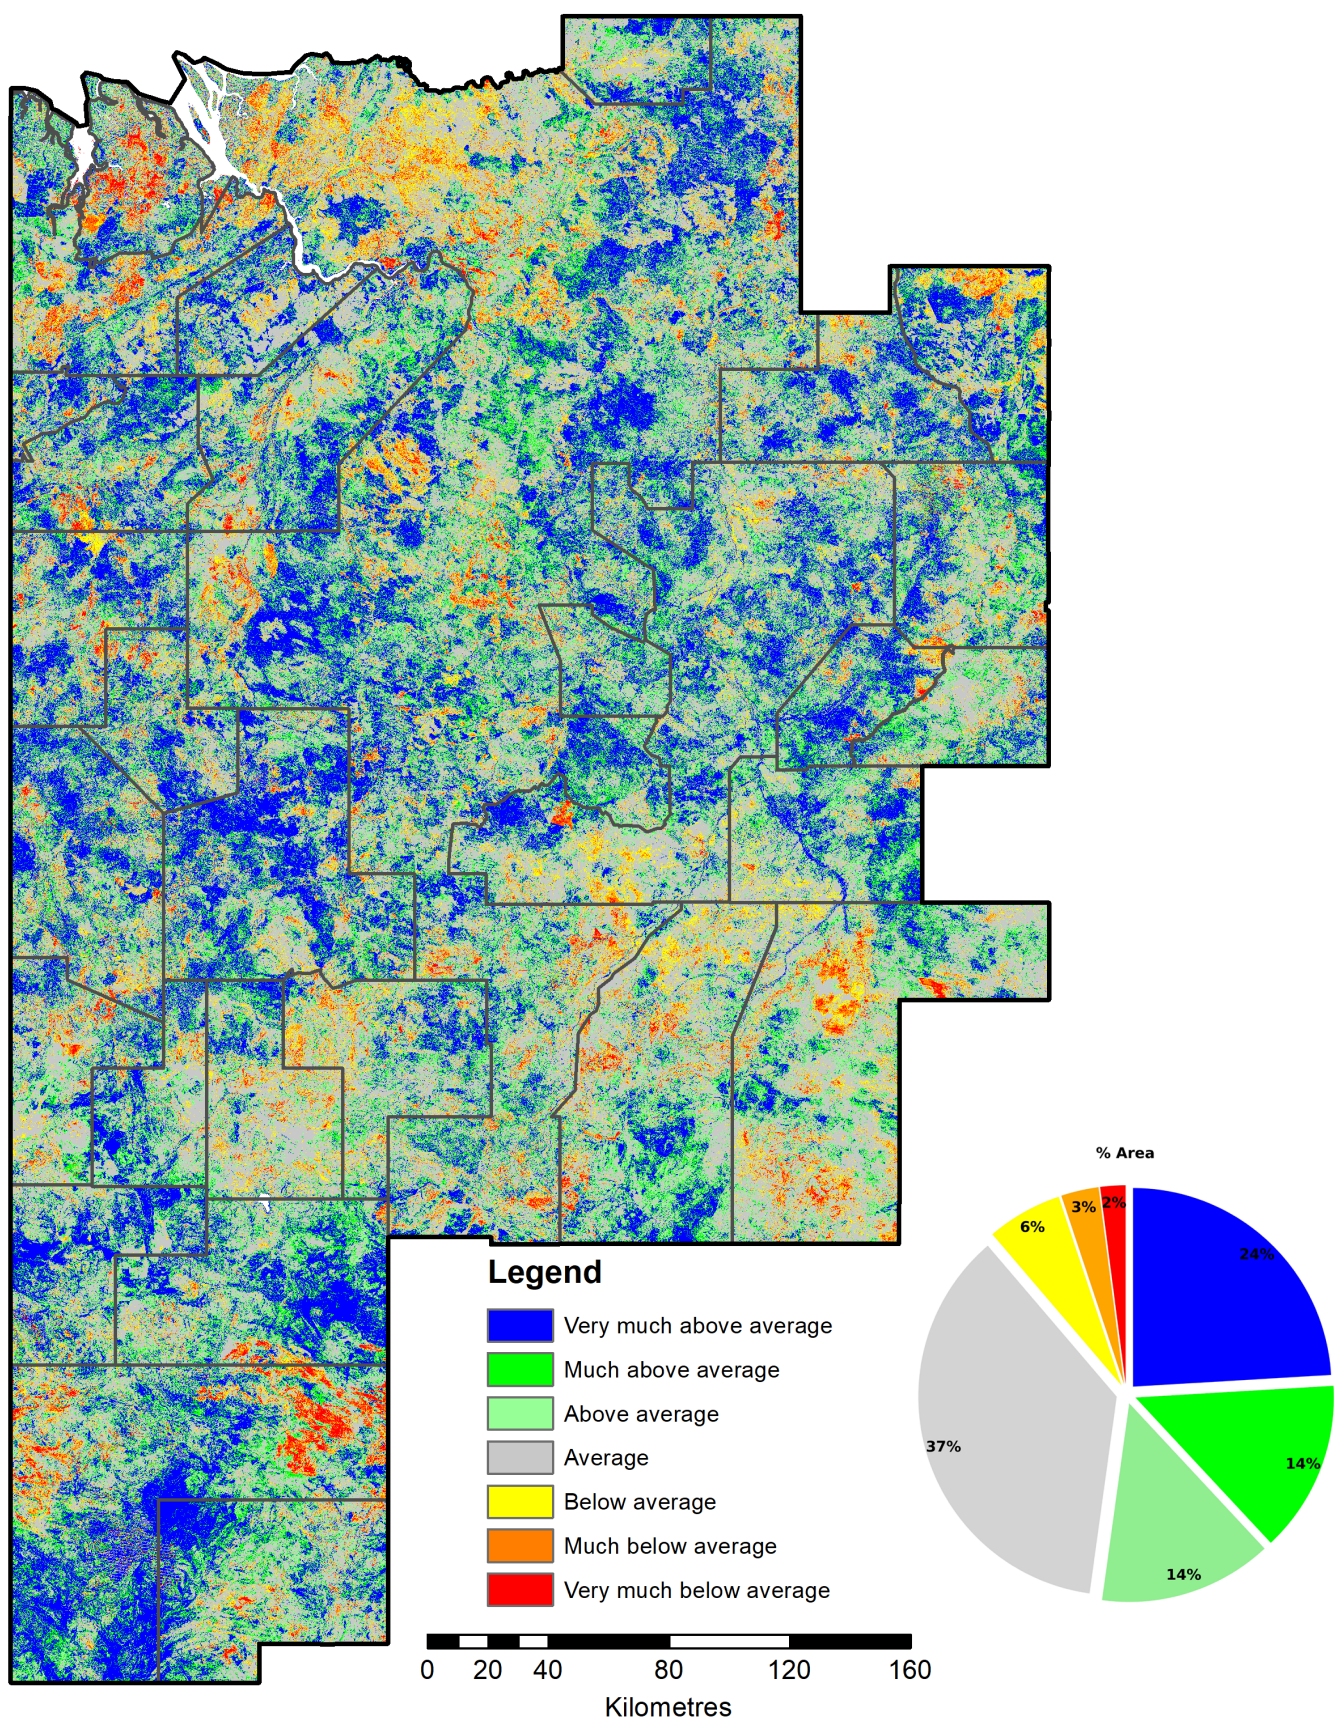 % Area
2%
3%
6%
24%
37%
14%
14%
Legend
Very much above average
Much above average
Above average
Average
Below average
Much below average
Very much below average
0 20 40 80 120 160
Kilometres